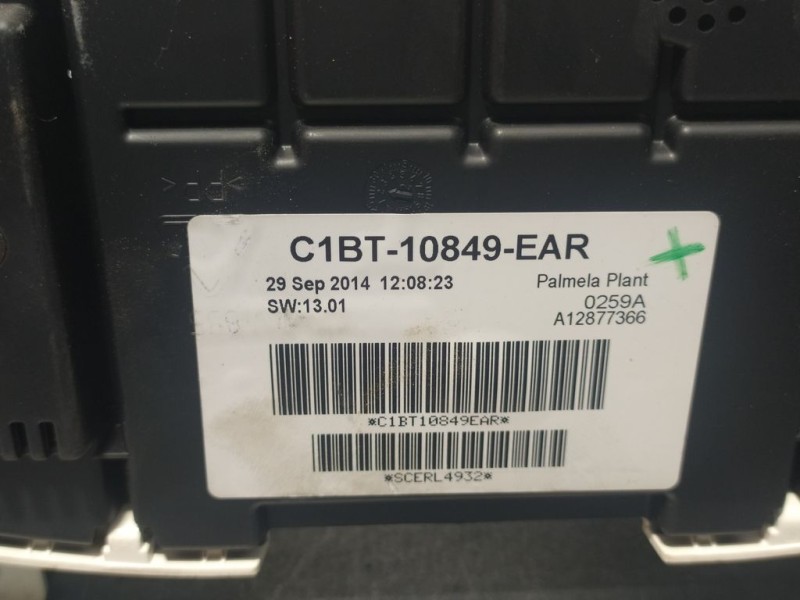 C1BT-10849-EAR
29 Sep 2014 12:08:23 Palmela Plant
SW:13.01 0259A
A12877366
*C1BT10849EAR*
*SCERL4932*